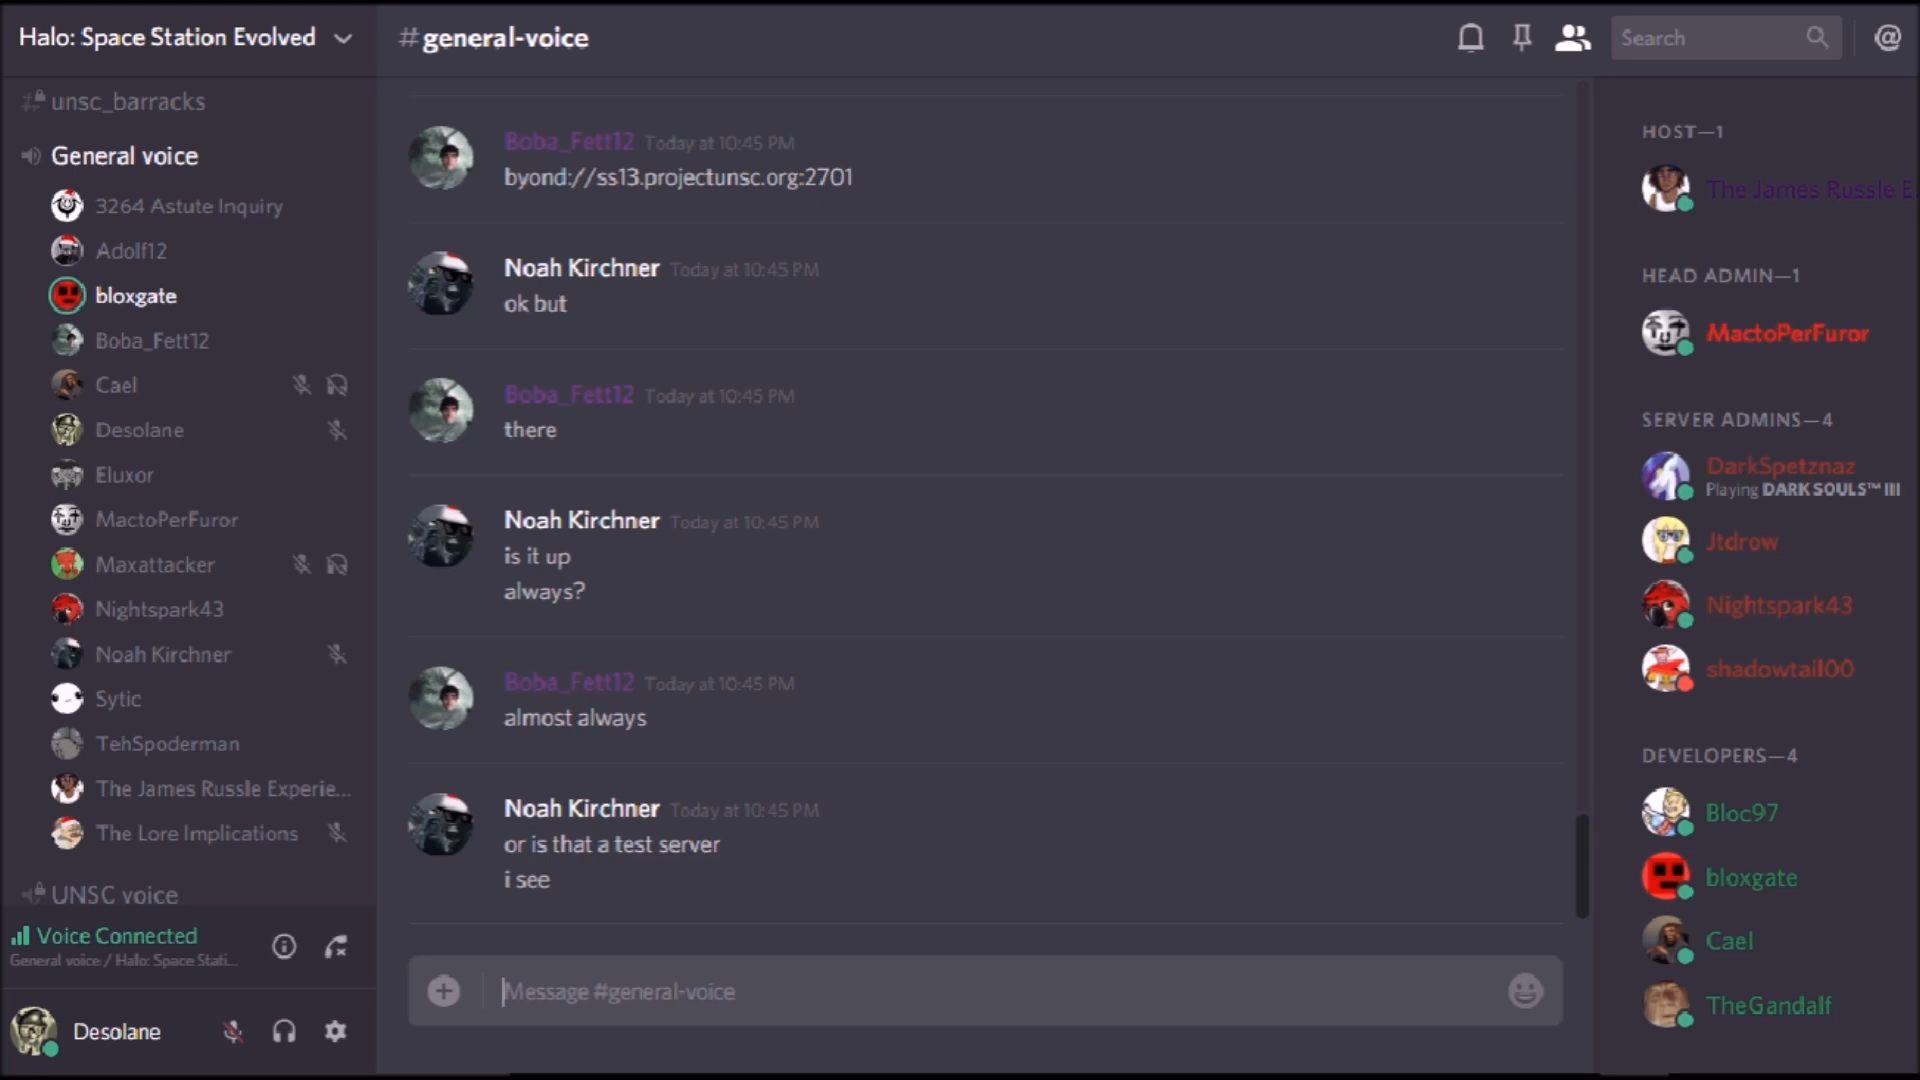 Halo: Space Station Evolved
#general-voice
Search
@
unsc_barracks
General voice
3264 Astute Inquiry
Adolf12
bloxgate
Boba_Fett12
Cael
Desolane
Eluxor
MactoPerFuror
Maxattacker
Nightspark43
Noah Kirchner
Sytic
TehSpoderman
The James Russle Experie...
The Lore Implications
UNSC voice
Voice Connected
General voice / Halo: Space Stati...
Desolane
Boba_Fett12 Today at 10:45 PM
byond://ss13.projectunsc.org:2701
Noah Kirchner Today at 10:45 PM
ok but
Boba_Fett12 Today at 10:45 PM
there
Noah Kirchner Today at 10:45 PM
is it up
always?
Boba_Fett12 Today at 10:45 PM
almost always
Noah Kirchner Today at 10:45 PM
or is that a test server
i see
Message #general-voice
HOST—1
The James Russle E.
HEAD ADMIN—1
MactoPerFuror
SERVER ADMINS—4
DarkSpetznaz
Playing DARK SOULS™ III
Jtdrow
Nightspark43
shadowtail00
DEVELOPERS—4
Bloc97
bloxgate
Cael
TheGandalf